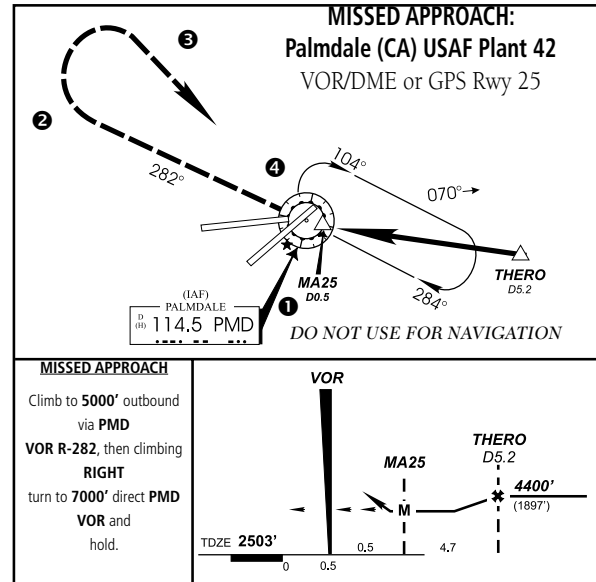 MISSED APPROACH:
Palmdale (CA) USAF Plant 42
VOR/DME or GPS Rwy 25
❸
❷
❹
282°
104°
070°→
284°
THERO
D5.2
MA25
D0.5
❶
(IAF)
PALMDALE
D
(H) 114.5 PMD
DO NOT USE FOR NAVIGATION
MISSED APPROACH
Climb to 5000' outbound
via PMD
VOR R-282, then climbing
RIGHT
turn to 7000' direct PMD
VOR and
hold.
VOR
THERO
D5.2
MA25
M
4400'
(1897')
TDZE 2503'
0.5
4.7
0
0.5